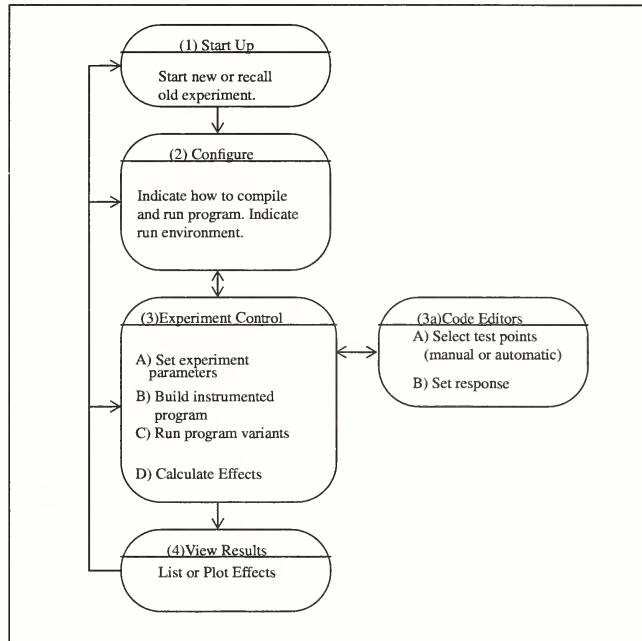 (1) Start Up
Start new or recall
old experiment.
(2) Configure
Indicate how to compile
and run program. Indicate
run environment.
(3)Experiment Control
A) Set experiment
parameters
B) Build instrumented
program
C) Run program variants
D) Calculate Effects
(3a)Code Editors
A) Select test points
(manual or automatic)
B) Set response
(4)View Results
List or Plot Effects